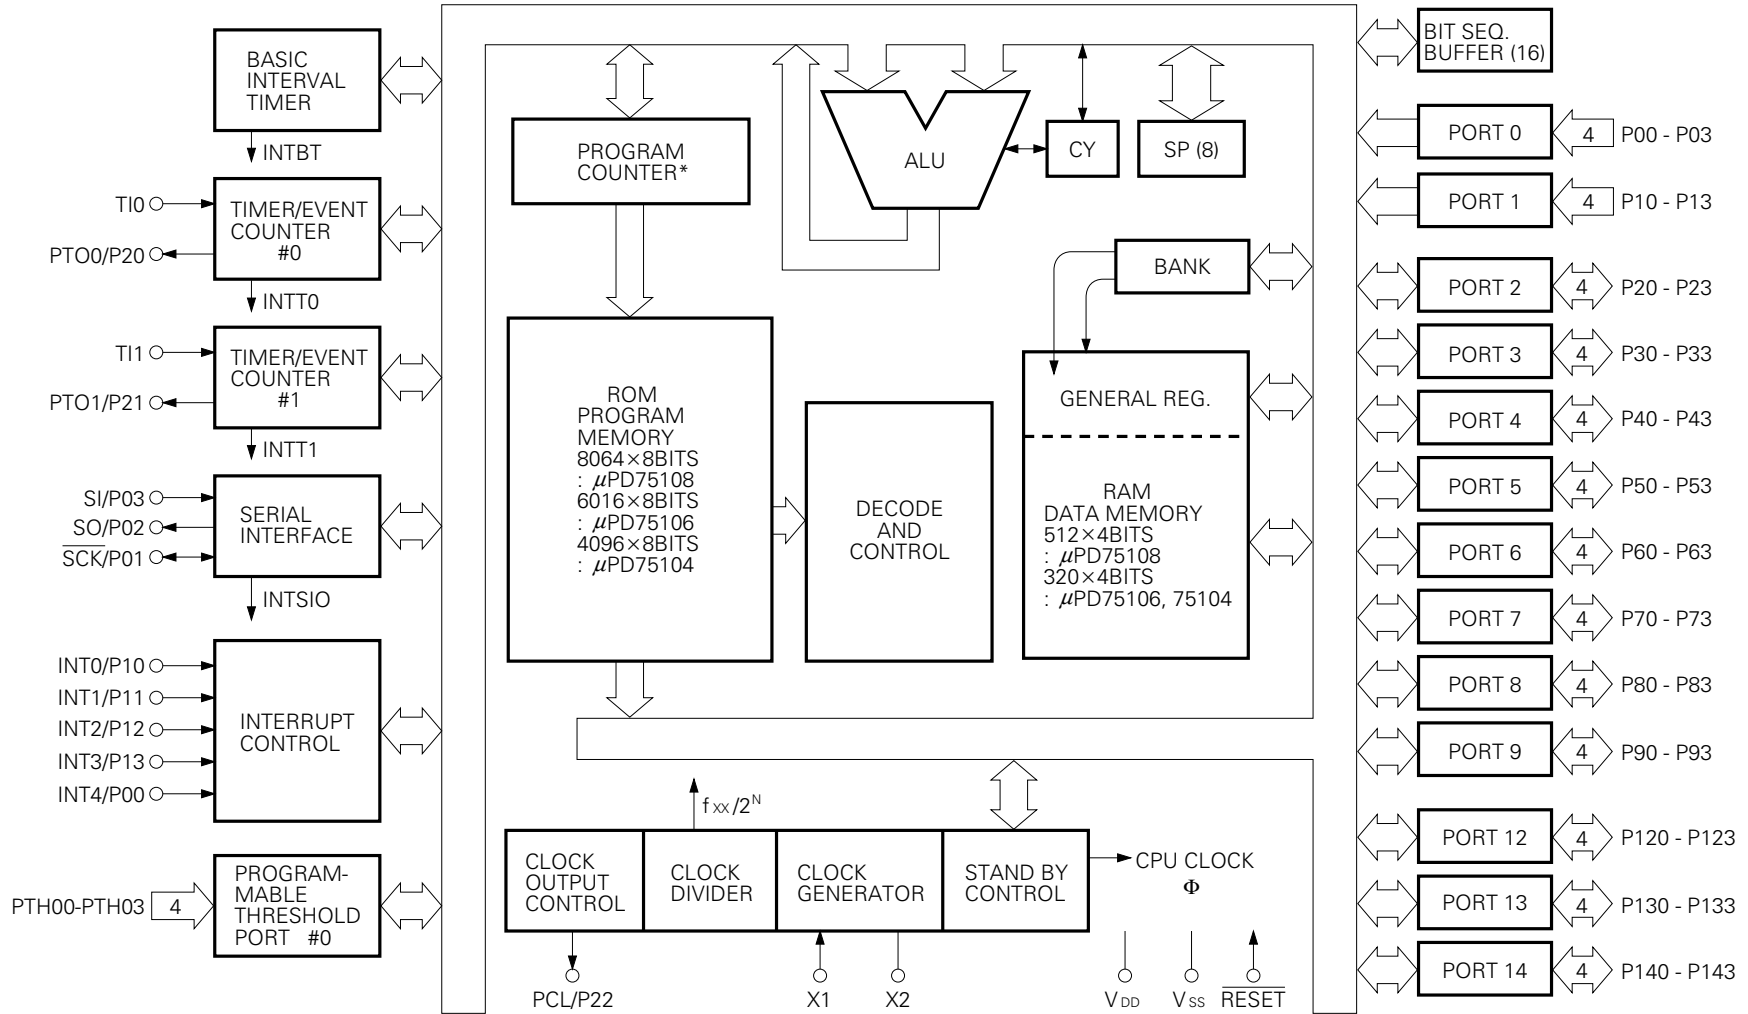 BASIC
INTERVAL
TIMER
INTBT
TI0
PTO0/P20
TIMER/EVENT
COUNTER
#0
INTT0
TI1
PTO1/P21
TIMER/EVENT
COUNTER
#1
INTT1
SI/P03
SO/P02
SCK/P01
SERIAL
INTERFACE
INTSIO
INT0/P10
INT1/P11
INT2/P12
INT3/P13
INT4/P00
INTERRUPT
CONTROL
PTH00-PTH03
4
PROGRAM-
MABLE
THRESHOLD
PORT #0
PROGRAM
COUNTER*
ALU
CY
SP (8)
BANK
ROM
PROGRAM
MEMORY
8064×8BITS
: μPD75108
6016×8BITS
: μPD75106
4096×8BITS
: μPD75104
DECODE
AND
CONTROL
GENERAL REG.
RAM
DATA MEMORY
512×4BITS
: μPD75108
320×4BITS
: μPD75106, 75104
fxx/2ᴺ
CLOCK
OUTPUT
CONTROL
CLOCK
DIVIDER
CLOCK
GENERATOR
STAND BY
CONTROL
CPU CLOCK
Φ
PCL/P22
X1
X2
VDD
VSS
RESET
BIT SEQ.
BUFFER (16)
PORT 0
4
P00 - P03
PORT 1
4
P10 - P13
PORT 2
4
P20 - P23
PORT 3
4
P30 - P33
PORT 4
4
P40 - P43
PORT 5
4
P50 - P53
PORT 6
4
P60 - P63
PORT 7
4
P70 - P73
PORT 8
4
P80 - P83
PORT 9
4
P90 - P93
PORT 12
4
P120 - P123
PORT 13
4
P130 - P133
PORT 14
4
P140 - P143